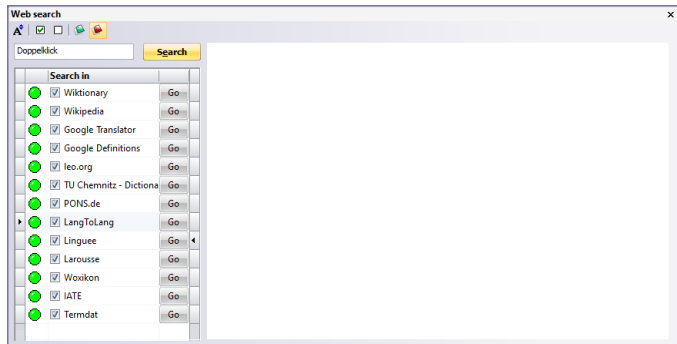 Web search
A
Doppelklick Search
Search in
Wiktionary Go
Wikipedia Go
Google Translator Go
Google Definitions Go
leo.org Go
TU Chemnitz - Dictiona Go
PONS.de Go
LangToLang Go
Linguee Go
Larousse Go
Woxikon Go
IATE Go
Termdat Go